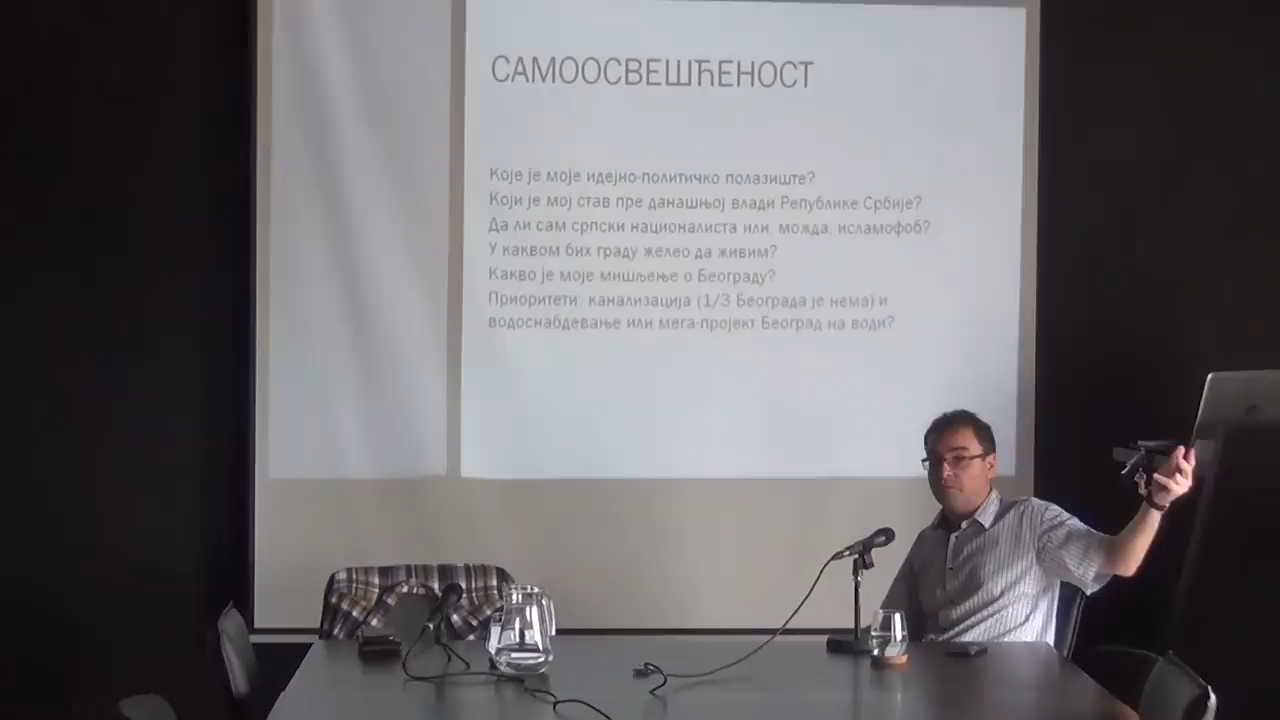 САМООСВЕШЋЕНОСТ
Које је моје идејно-политичко полазиште?
Који је мој став пре данашњој влади Републике Србије?
Да ли сам српски националиста или, можда, исламофоб?
У каквом бих граду желео да живим?
Какво је моје мишљење о Београду?
Приоритети: канализација (1/3 Београда је нема) и
водоснабдевање или мега-пројект Београд на води?